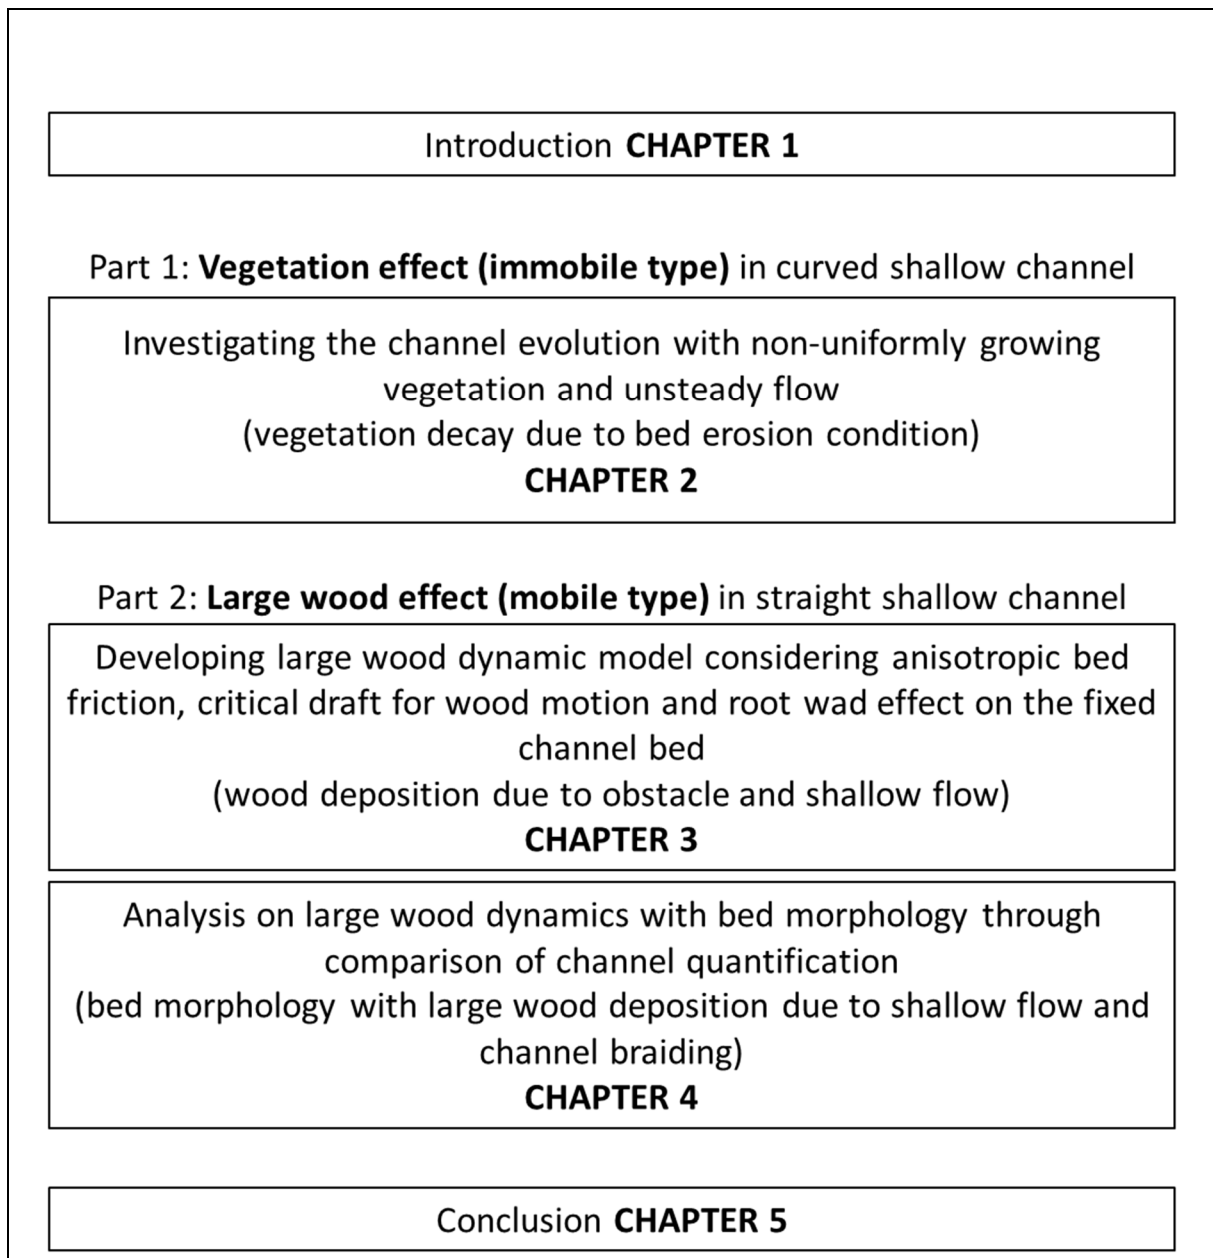 Introduction CHAPTER 1
Part 1: Vegetation effect (immobile type) in curved shallow channel
Investigating the channel evolution with non-uniformly growing
vegetation and unsteady flow
(vegetation decay due to bed erosion condition)
CHAPTER 2
Part 2: Large wood effect (mobile type) in straight shallow channel
Developing large wood dynamic model considering anisotropic bed
friction, critical draft for wood motion and root wad effect on the fixed
channel bed
(wood deposition due to obstacle and shallow flow)
CHAPTER 3
Analysis on large wood dynamics with bed morphology through
comparison of channel quantification
(bed morphology with large wood deposition due to shallow flow and
channel braiding)
CHAPTER 4
Conclusion CHAPTER 5